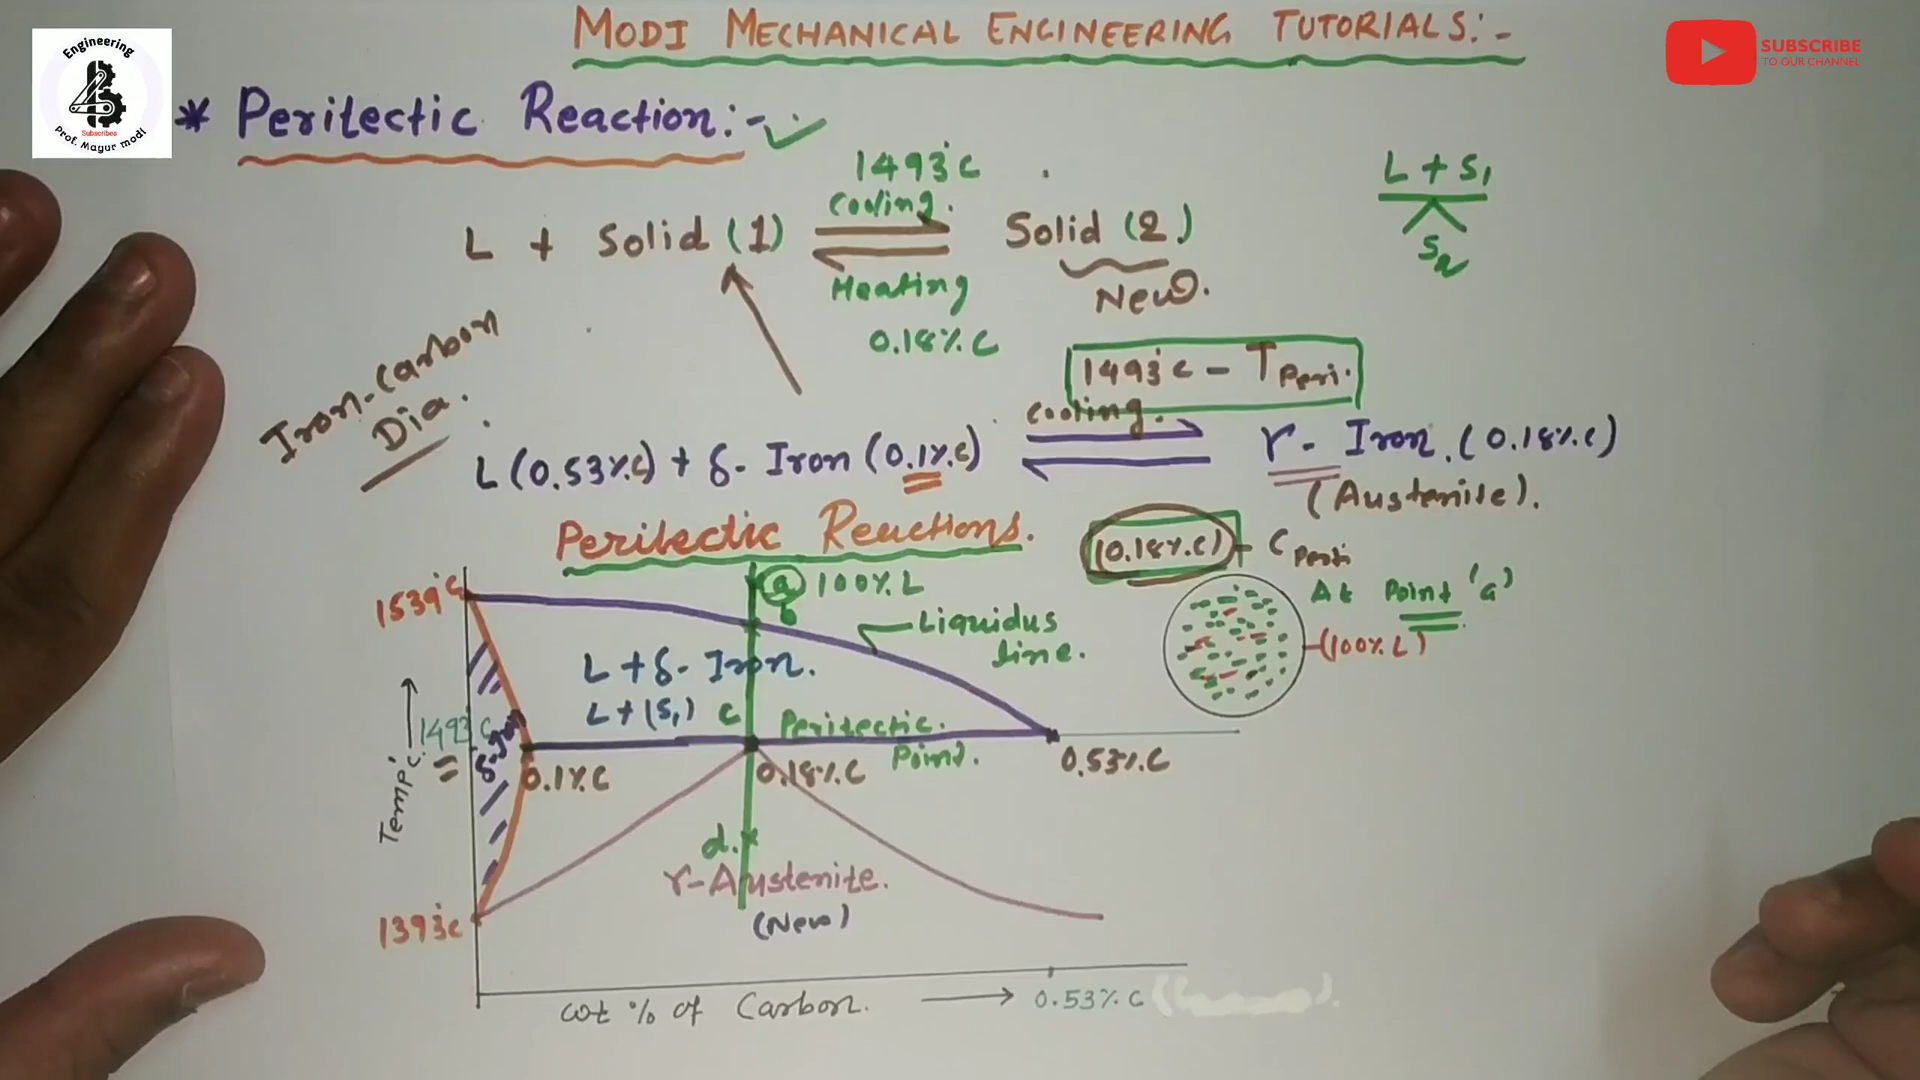 MODI MECHANICAL ENGINEERING TUTORIALS:-
SUBSCRIBE
TO OUR CHANNEL
Engineering
Subscribes
Prof. Mayur modi
* Peritectic Reaction:-
1493°C
Cooling.
L + Solid (1) Solid (2)
New.
Heating
0.18% C
L + S1
S2
Iron-Carbon
Dia.
1493°C - TPeri.
Cooling.
L (0.53%C) + δ- Iron (0.1%C) γ- Iron. (0.18%C)
(Austenite).
Peritectic Reactions.
(0.18%C) - CPeri
At Point 'a'
(100% L)
1539°C
a 100% L
b
Liquidus
line.
L + δ- Iron.
L + (S1) C
Peritectic
Point.
1493°C
δ-Iron
0.1%C
0.18%C
0.53%C
Temp°C
d.
γ-Austenite.
(New)
1393°C
wt % of Carbon.
0.53% C